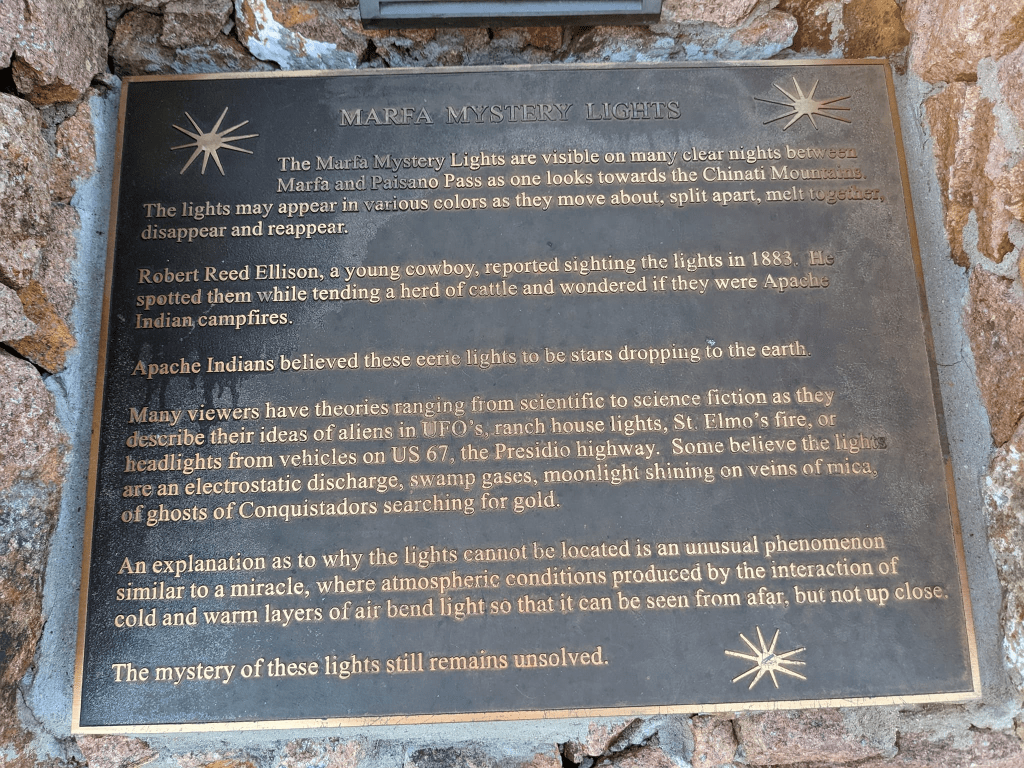 MARFA MYSTERY LIGHTS
The Marfa Mystery Lights are visible on many clear nights between
Marfa and Paisano Pass as one looks towards the Chinati Mountains.
The lights may appear in various colors as they move about, split apart, melt together,
disappear and reappear.
Robert Reed Ellison, a young cowboy, reported sighting the lights in 1883. He
spotted them while tending a herd of cattle and wondered if they were Apache
Indian campfires.
Apache Indians believed these eerie lights to be stars dropping to the earth.
Many viewers have theories ranging from scientific to science fiction as they
describe their ideas of aliens in UFO's, ranch house lights, St. Elmo's fire, or
headlights from vehicles on US 67, the Presidio highway. Some believe the lights
are an electrostatic discharge, swamp gases, moonlight shining on veins of mica,
of ghosts of Conquistadors searching for gold.
An explanation as to why the lights cannot be located is an unusual phenomenon
similar to a miracle, where atmospheric conditions produced by the interaction of
cold and warm layers of air bend light so that it can be seen from afar, but not up close.
The mystery of these lights still remains unsolved.